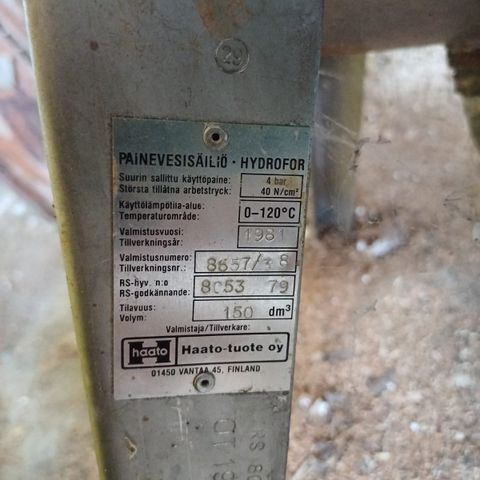 29
PAINEVESISÄILIÖ · HYDROFOR
Suurin sallittu käyttöpaine: 4 bar
Största tillåtna arbetstryck: 40 N/cm²
Käyttölämpötila-alue: 0–120°C
Temperaturområde:
Valmistusvuosi: 1981
Tillverkningsår:
Valmistusnumero:
Tillverkningsnr.:
RS-hyv. n:o 8053 79
RS-godkännande:
Tilavuus: 150 dm³
Volym:
Valmistaja/Tillverkare:
H haato Haato-tuote oy
01450 VANTAA 45, FINLAND